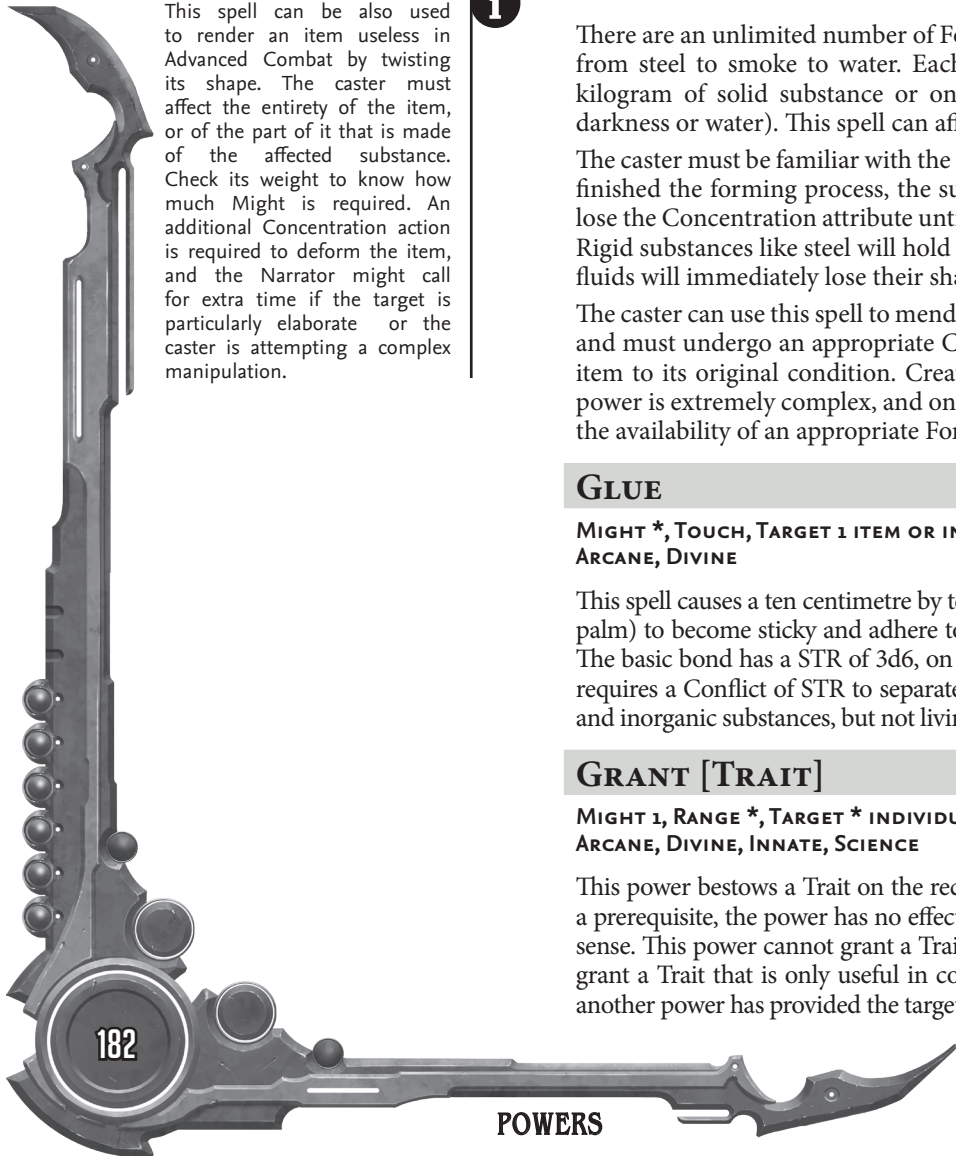 This spell can be also used
to render an item useless in
Advanced Combat by twisting
its shape. The caster must
affect the entirety of the item,
or of the part of it that is made
of the affected substance.
Check its weight to know how
much Might is required. An
additional Concentration action
is required to deform the item,
and the Narrator might call
for extra time if the target is
particularly elaborate or the
caster is attempting a complex
manipulation.
1
There are an unlimited number of Fo
from steel to smoke to water. Each
kilogram of solid substance or on
darkness or water). This spell can aff
The caster must be familiar with the
finished the forming process, the su
lose the Concentration attribute unti
Rigid substances like steel will hold
fluids will immediately lose their sha
The caster can use this spell to mend
and must undergo an appropriate C
item to its original condition. Crea
power is extremely complex, and on
the availability of an appropriate For
Glue
Might *, Touch, Target 1 item or in
Arcane, Divine
This spell causes a ten centimetre by t
palm) to become sticky and adhere to
The basic bond has a STR of 3d6, on
requires a Conflict of STR to separate
and inorganic substances, but not livin
Grant [Trait]
Might 1, Range *, Target * individu
Arcane, Divine, Innate, Science
This power bestows a Trait on the rec
a prerequisite, the power has no effec
sense. This power cannot grant a Trai
grant a Trait that is only useful in co
another power has provided the target
182
POWERS